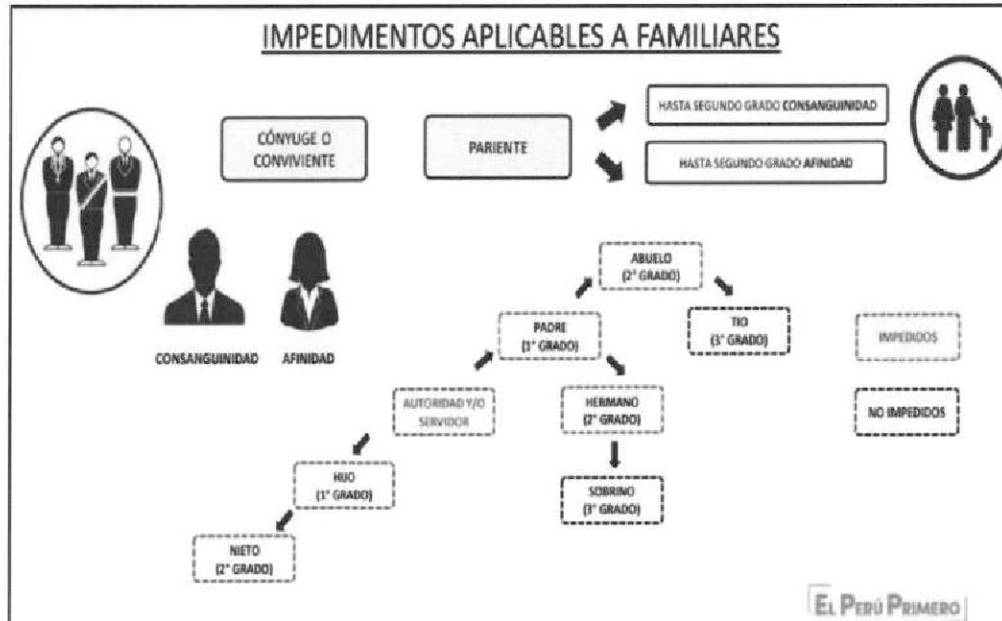 IMPEDIMENTOS APLICABLES A FAMILIARES
CÓNYUGE O
CONVIVIENTE
PARIENTE
HASTA SEGUNDO GRADO CONSANGUINIDAD
HASTA SEGUNDO GRADO AFINIDAD
CONSANGUINIDAD
AFINIDAD
ABUELO
(2° GRADO)
PADRE
(1° GRADO)
TIO
(3° GRADO)
IMPEDIDOS
AUTORIDAD Y/O
SERVIDOR
HERMANO
(2° GRADO)
NO IMPEDIDOS
HIJO
(1° GRADO)
SOBRINO
(3° GRADO)
NIETO
(2° GRADO)
EL PERÚ PRIMERO